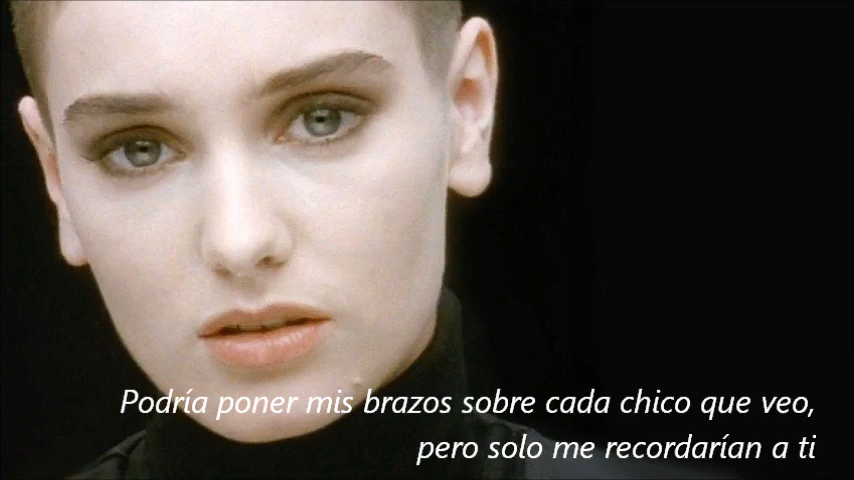 Podría poner mis brazos sobre cada chico que veo,
pero solo me recordarían a ti